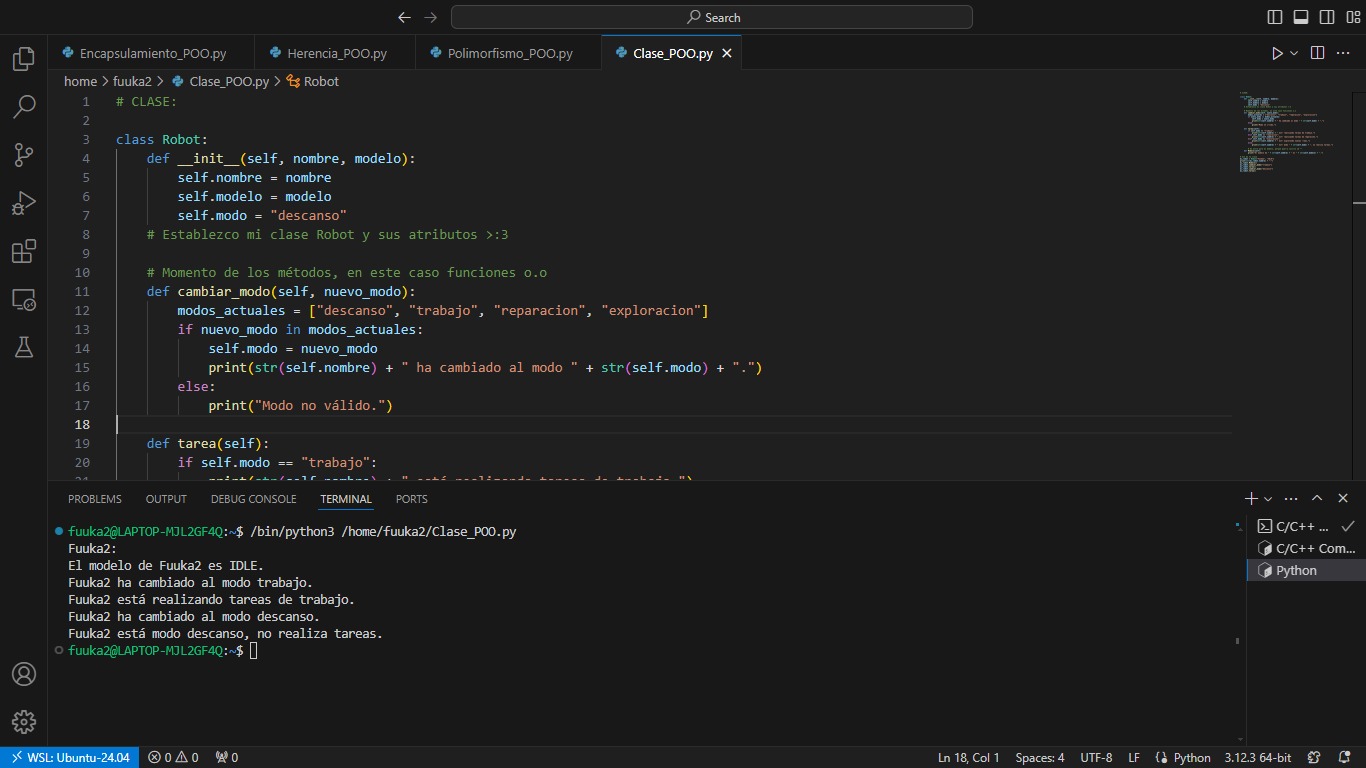 Search
Encapsulamiento_POO.py
Herencia_POO.py
Polimorfismo_POO.py
Clase_POO.py
home > fuuka2 > Clase_POO.py > Robot
1 # CLASE:
2
3 class Robot:
4 def __init__(self, nombre, modelo):
5 self.nombre = nombre
6 self.modelo = modelo
7 self.modo = "descanso"
8 # Establezco mi clase Robot y sus atributos >:3
9
10 # Momento de los métodos, en este caso funciones o.o
11 def cambiar_modo(self, nuevo_modo):
12 modos_actuales = ["descanso", "trabajo", "reparacion", "exploracion"]
13 if nuevo_modo in modos_actuales:
14 self.modo = nuevo_modo
15 print(str(self.nombre) + " ha cambiado al modo " + str(self.modo) + ".")
16 else:
17 print("Modo no válido.")
18
19 def tarea(self):
20 if self.modo == "trabajo":
21 print(str(self.nombre) + " está realizando tareas de trabajo.")
PROBLEMS OUTPUT DEBUG CONSOLE TERMINAL PORTS
fuuka2@LAPTOP-MJL2GF4Q:~$ /bin/python3 /home/fuuka2/Clase_POO.py
Fuuka2:
El modelo de Fuuka2 es IDLE.
Fuuka2 ha cambiado al modo trabajo.
Fuuka2 está realizando tareas de trabajo.
Fuuka2 ha cambiado al modo descanso.
Fuuka2 está modo descanso, no realiza tareas.
fuuka2@LAPTOP-MJL2GF4Q:~$
C/C++ ...
C/C++ Com...
Python
WSL: Ubuntu-24.04 0 0 0 Ln 18, Col 1 Spaces: 4 UTF-8 LF Python 3.12.3 64-bit